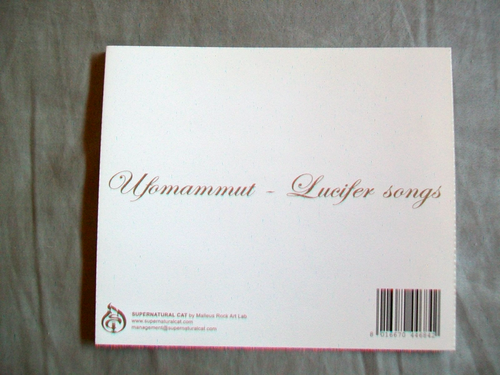 Ufomammut - Lucifer songs
SUPERNATURAL CAT by Malleus Rock Art Lab
www.supernaturalcat.com
management@supernaturalcat.com